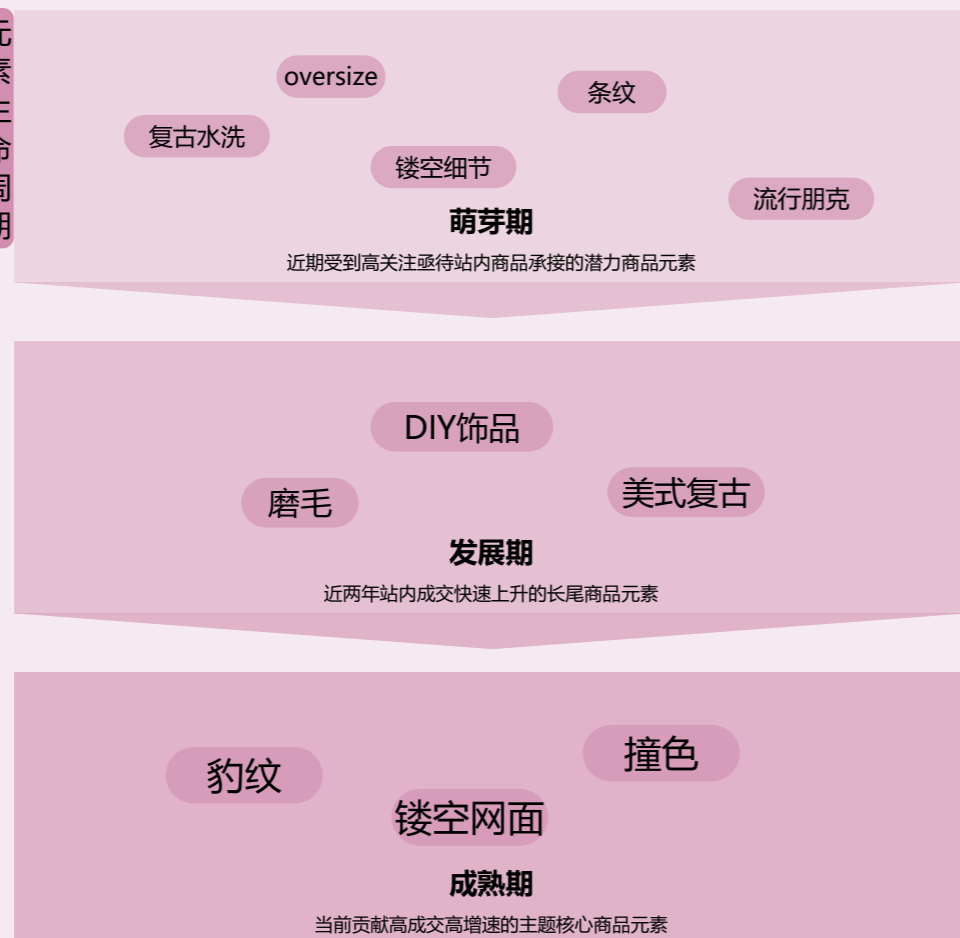 oversize
条纹
复古水洗
镂空细节
流行朋克
萌芽期
近期受到高关注亟待站内商品承接的潜力商品元素
DIY饰品
美式复古
磨毛
发展期
近两年站内成交快速上升的长尾商品元素
撞色
豹纹
镂空网面
成熟期
当前贡献高成交高增速的主题核心商品元素